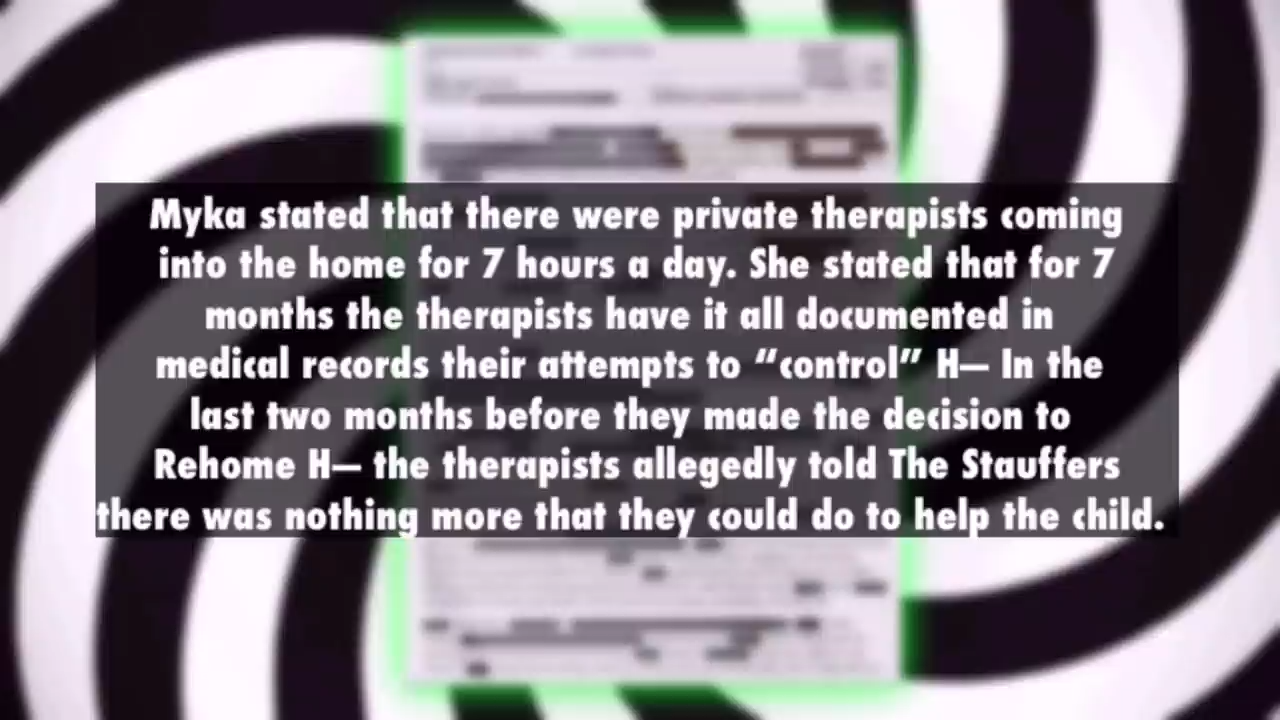 Myka stated that there were private therapists coming
into the home for 7 hours a day. She stated that for 7
months the therapists have it all documented in
medical records their attempts to “control” H— In the
last two months before they made the decision to
Rehome H— the therapists allegedly told The Stauffers
there was nothing more that they could do to help the child.